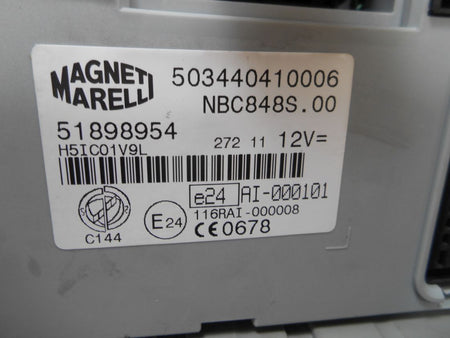 MAGNETI MARELLI
503440410006
NBC848S.00
51898954
H5IC01V9L
272 11 12V=
e24 AI-000101
116RAI-000008
E24
CE0678
C144